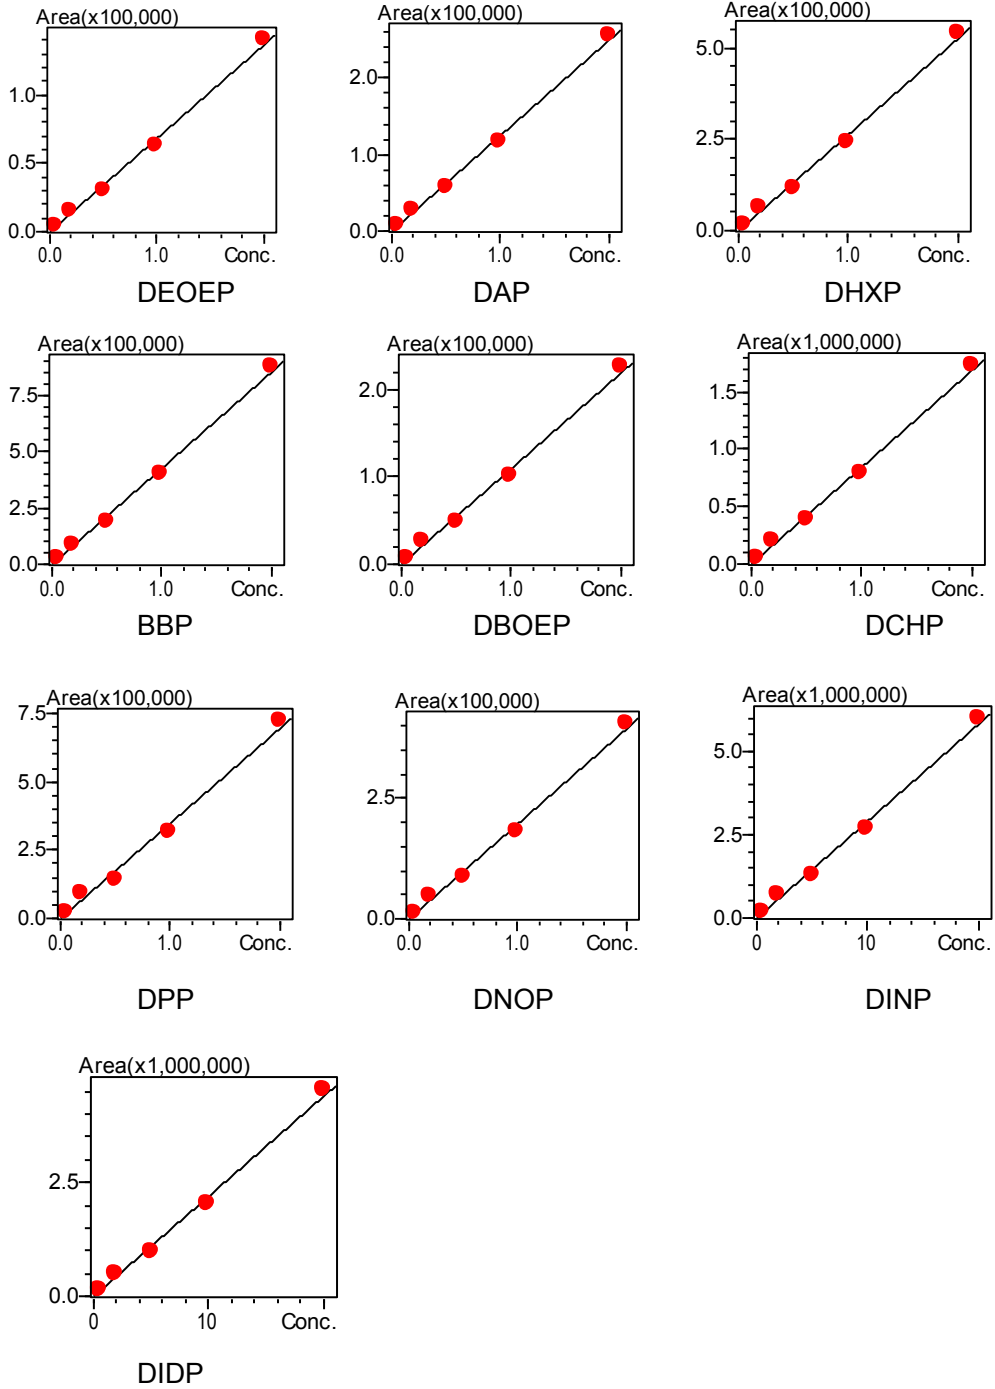 Area(x100,000)
1.0
0.5
0.0
0.0 1.0 Conc.
DEOEP
Area(x100,000)
2.0
1.0
0.0
0.0 1.0 Conc.
DAP
Area(x100,000)
5.0
2.5
0.0
0.0 1.0 Conc.
DHXP
Area(x100,000)
7.5
5.0
2.5
0.0
0.0 1.0 Conc.
BBP
Area(x100,000)
2.0
1.0
0.0
0.0 1.0 Conc.
DBOEP
Area(x1,000,000)
1.5
1.0
0.5
0.0
0.0 1.0 Conc.
DCHP
Area(x100,000)
7.5
5.0
2.5
0.0
0.0 1.0 Conc.
DPP
Area(x100,000)
2.5
0.0
0.0 1.0 Conc.
DNOP
Area(x1,000,000)
5.0
2.5
0.0
0 10 Conc.
DINP
Area(x1,000,000)
2.5
0.0
0 10 Conc.
DIDP